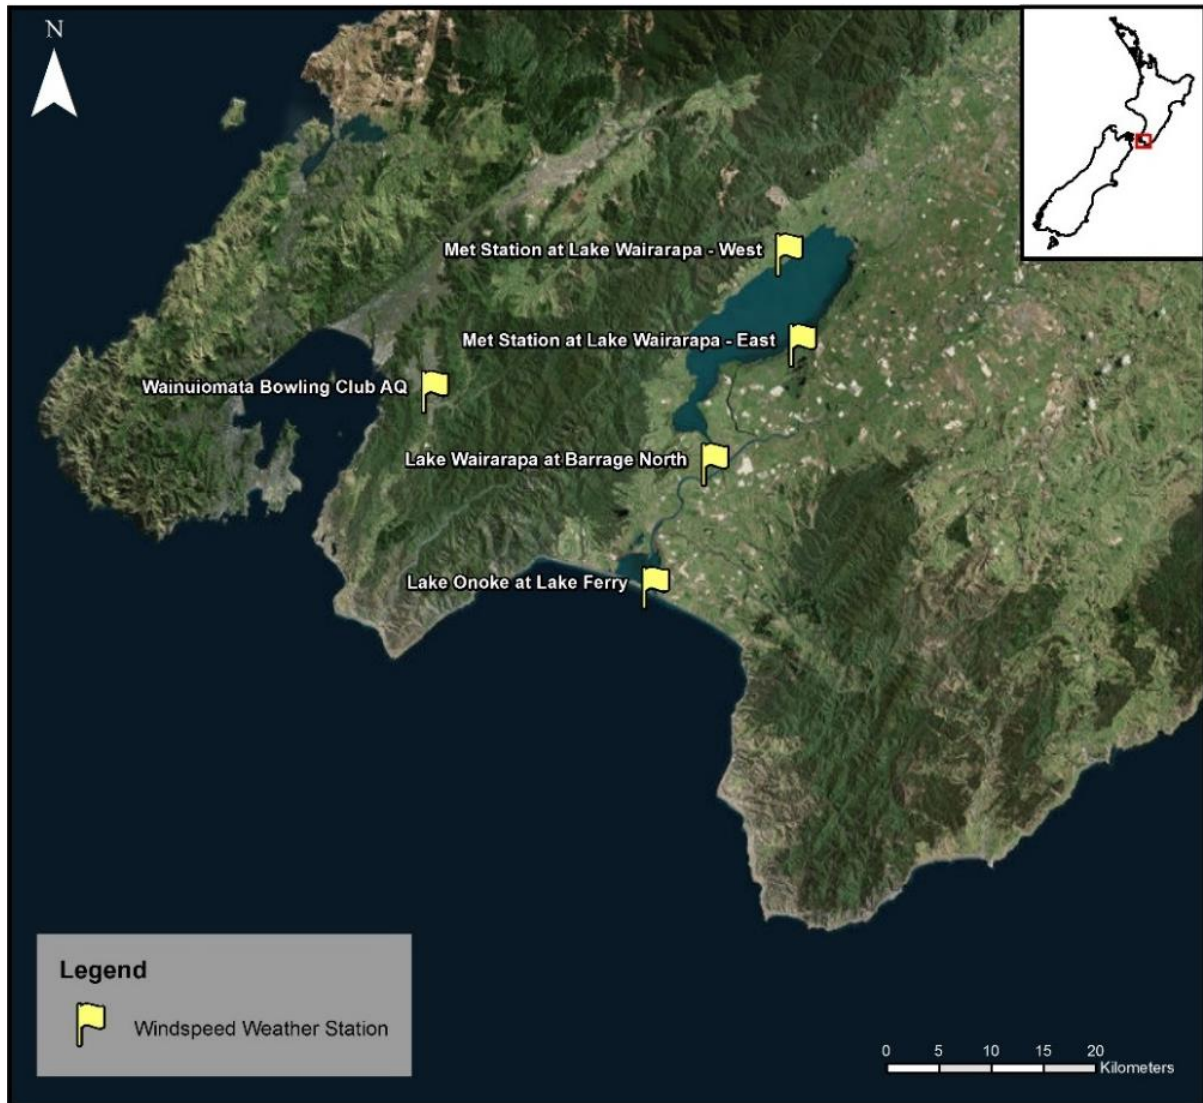 N
Met Station at Lake Wairarapa - West
Met Station at Lake Wairarapa - East
Wainuiomata Bowling Club AQ
Lake Wairarapa at Barrage North
Lake Onoke at Lake Ferry
Legend
Windspeed Weather Station
0 5 10 15 20
Kilometers